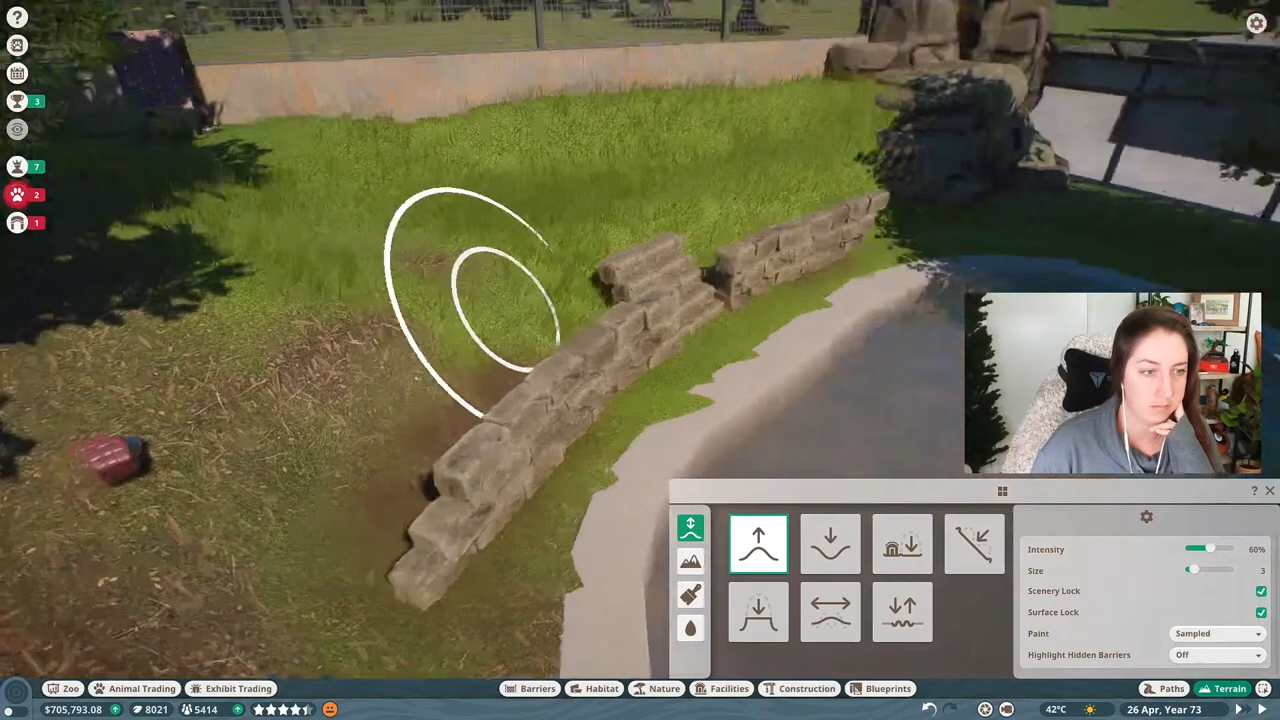 ?
3
7
2
1
?
Intensity 60%
Size 3
Scenery Lock
Surface Lock
Paint Sampled
Highlight Hidden Barriers Off
Zoo Animal Trading Exhibit Trading Barriers Habitat Nature Facilities Construction Blueprints Paths Terrain
$705,793.08 8021 5414 42°C 26 Apr, Year 73